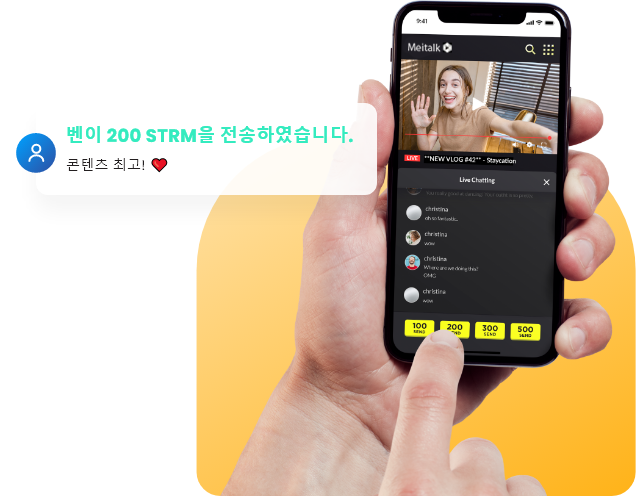 9:41
Meitalk
벤이 200 STRM을 전송하였습니다.
콘텐츠 최고!
LIVE **NEW VLOG #42** - Staycation
Live Chatting
christina
oh so fantastic..
christina
wow
christina
Where are we doing this?
OMG
christina
wow
100 200 300 500
SEND SEND SEND SEND